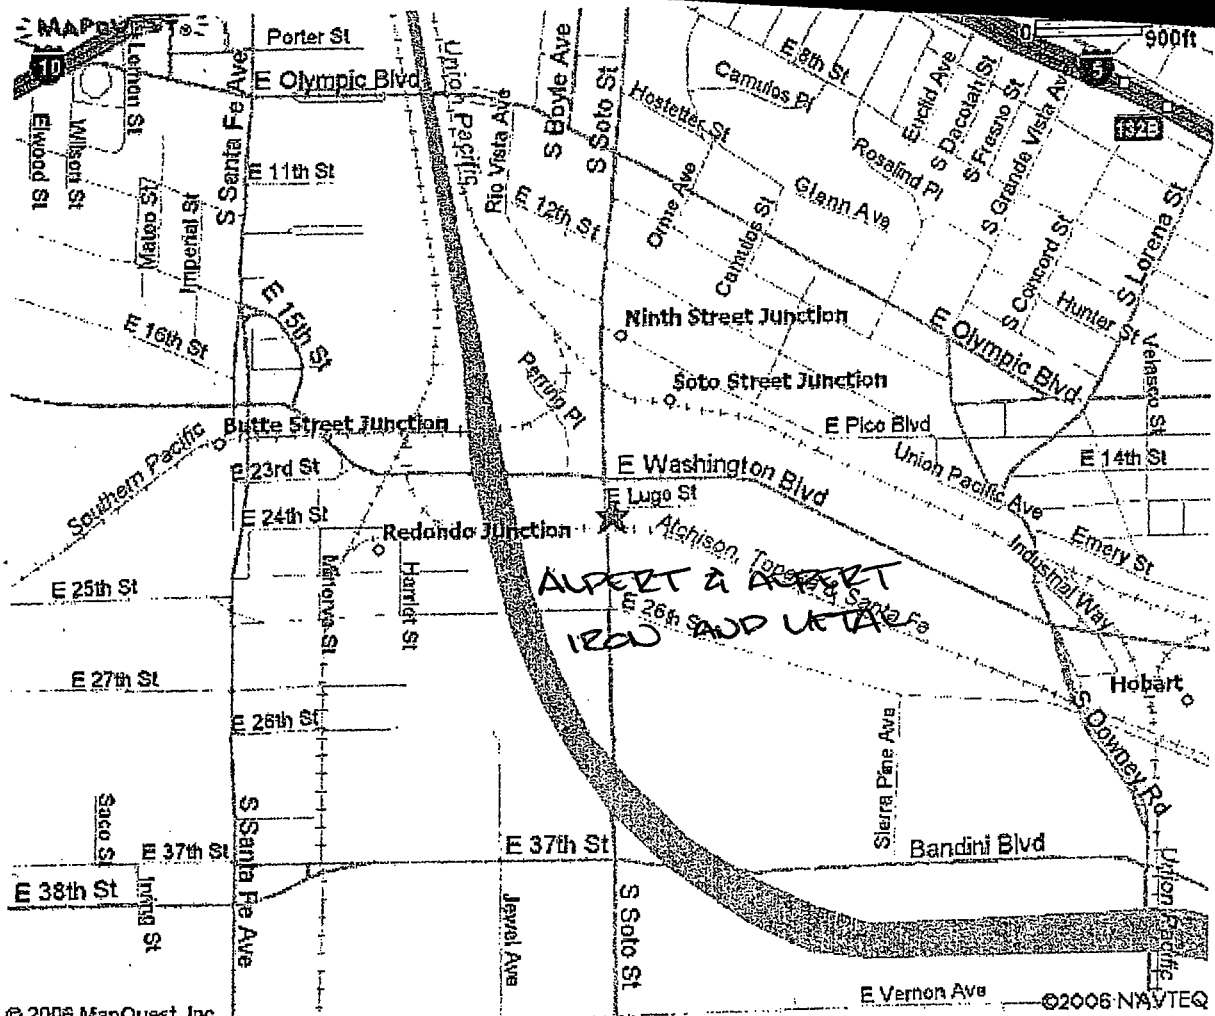 MAPQUEST
10
Porter St
0 900ft
5
132B
E Olympic Blvd
Union Pacific
S Boyle Ave
S Soto St
E 8th St
Camulos Pl
Hostetter St
Euclid Ave
S Dacotah St
S Fresno St
S Grande Vista Av
Lemon St
Elwood St
Wilson St
S Santa Fe Ave
E 11th St
Rio Vista Ave
E 12th St
Orme Ave
Camulos St
Glenn Ave
Rosalind Pl
S Lorena St
S Concord St
Hunter St
Mateo St
Imperial St
E 15th St
E 16th St
Ninth Street Junction
E Olympic Blvd
Velasco St
Perrino Pl
Soto Street Junction
Butte Street Junction
E Pico Blvd
Southern Pacific
E 23rd St
E Washington Blvd
Union Pacific Ave
E 14th St
E Lugo St
E 24th St
Redondo Junction
Atchison, Topeka & Santa Fe
Industrial Way
Emery St
E 25th St
Minerva St
Harriet St
ALPERT & ALPERT
IRON AND METAL
E 26th St
E 27th St
Hobart
E 28th St
Sierra Pine Ave
S Downey Rd
Saco St
E 37th St
S Santa Fe Ave
E 37th St
Bandini Blvd
E 38th St
Irving St
Jewel Ave
S Soto St
Union Pacific
E Vernon Ave
© 2006 MapQuest, Inc.
©2006 NAVTEQ